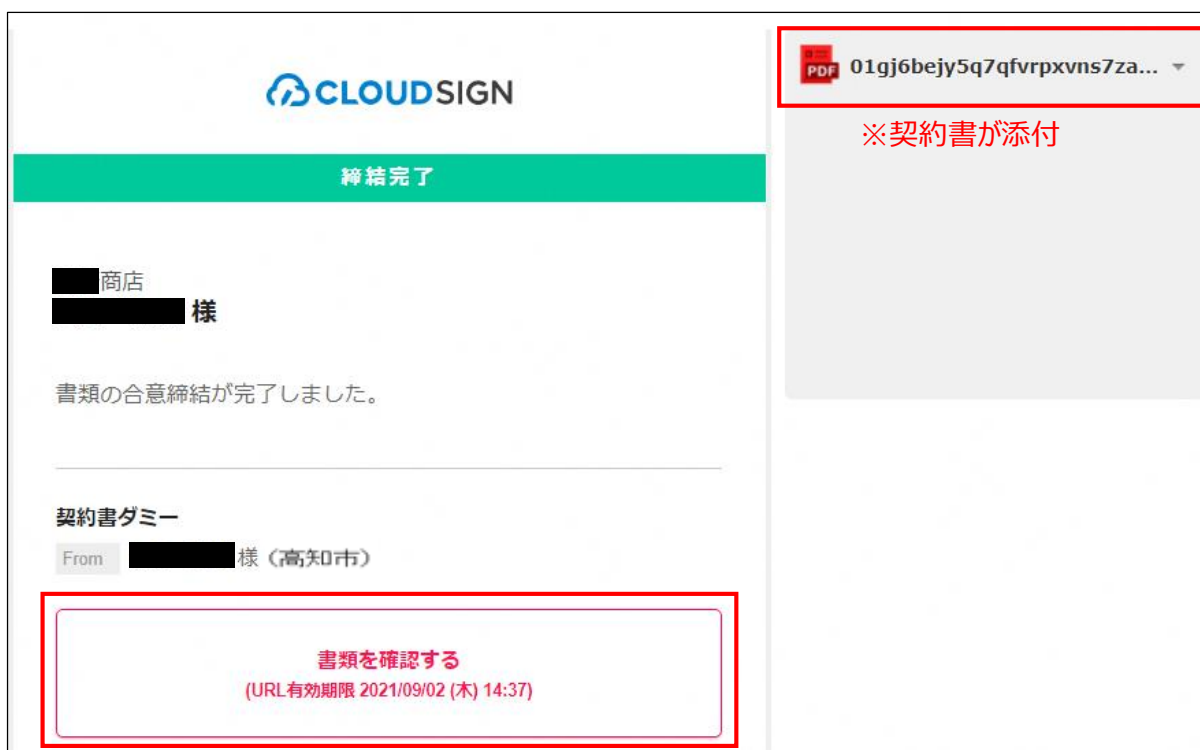 CLOUDSIGN
締結完了
商店
様
書類の合意締結が完了しました。
契約書ダミー
From 様（高知市）
書類を確認する
(URL有効期限 2021/09/02 (木) 14:37)
PDF 01gj6bejy5q7qfvrpxvns7za...
※契約書が添付